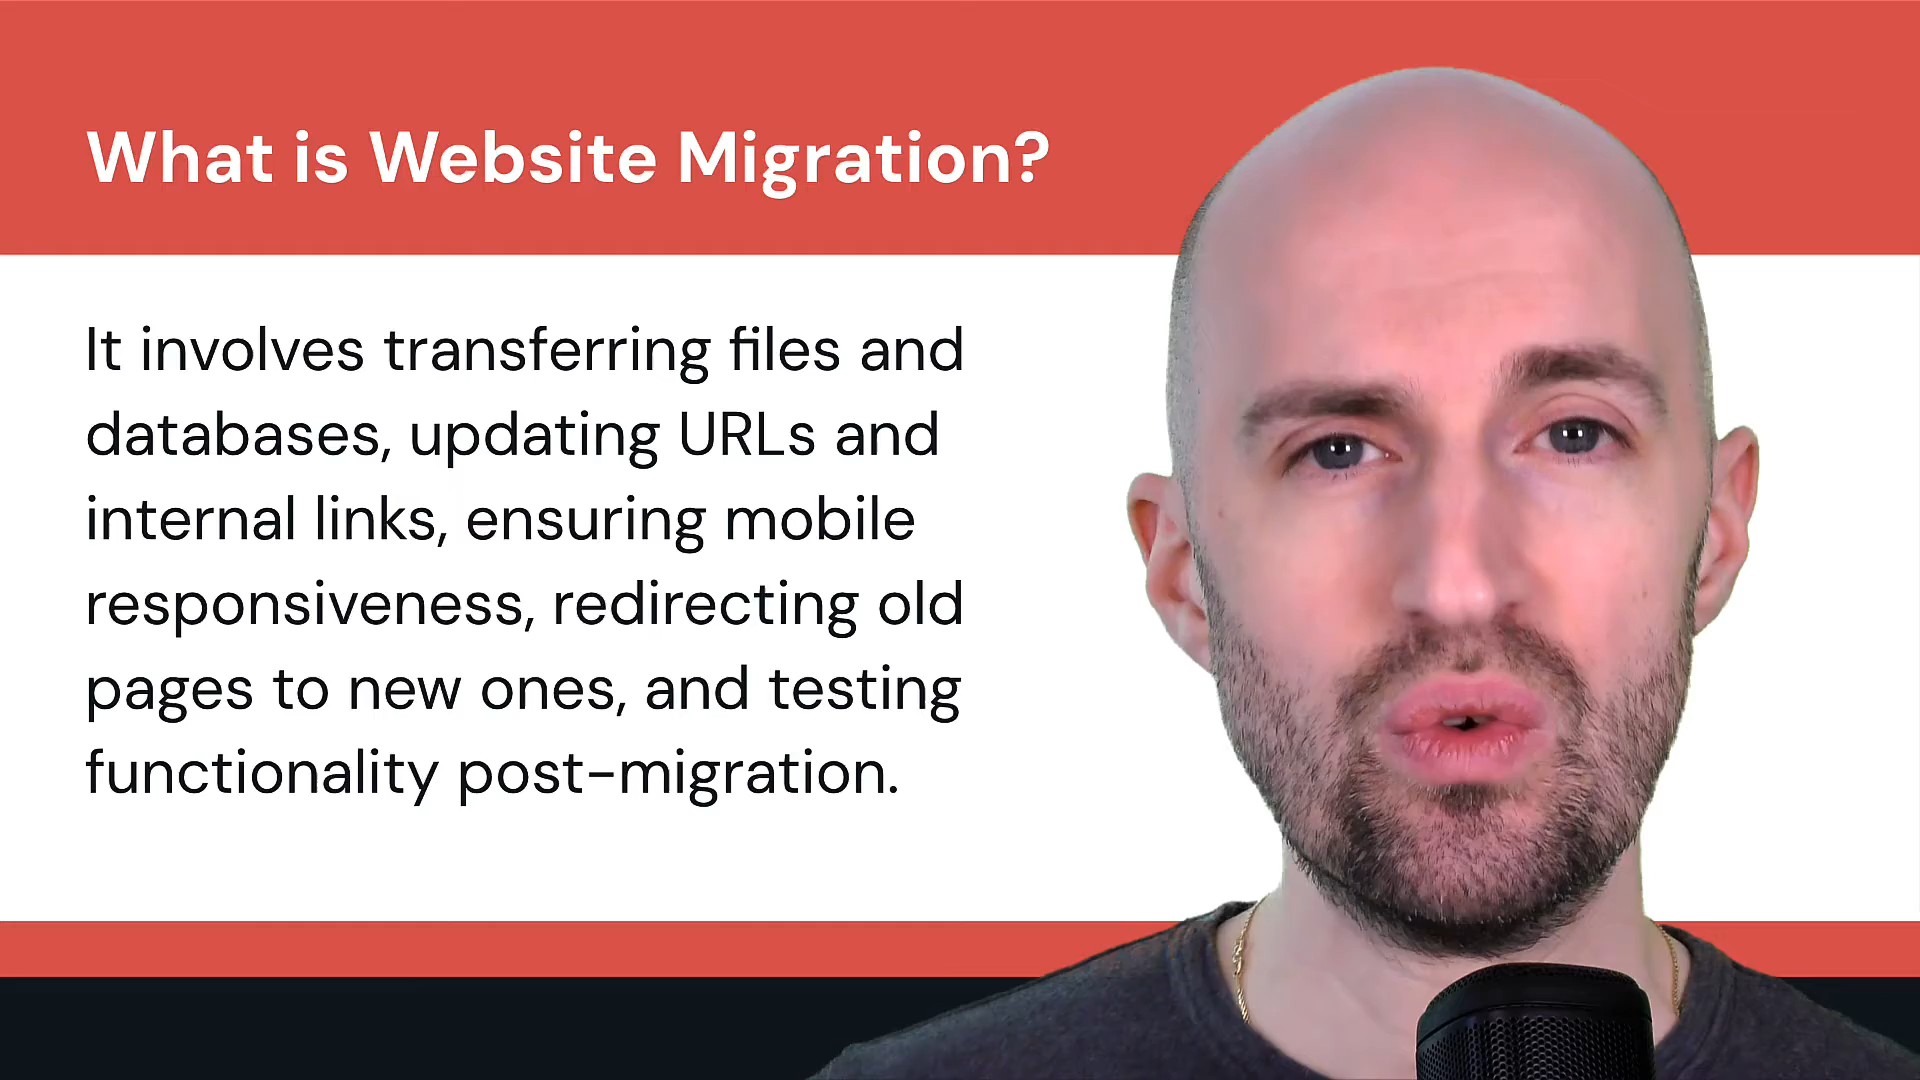 What is Website Migration?
It involves transferring files and
databases, updating URLs and
internal links, ensuring mobile
responsiveness, redirecting old
pages to new ones, and testing
functionality post-migration.